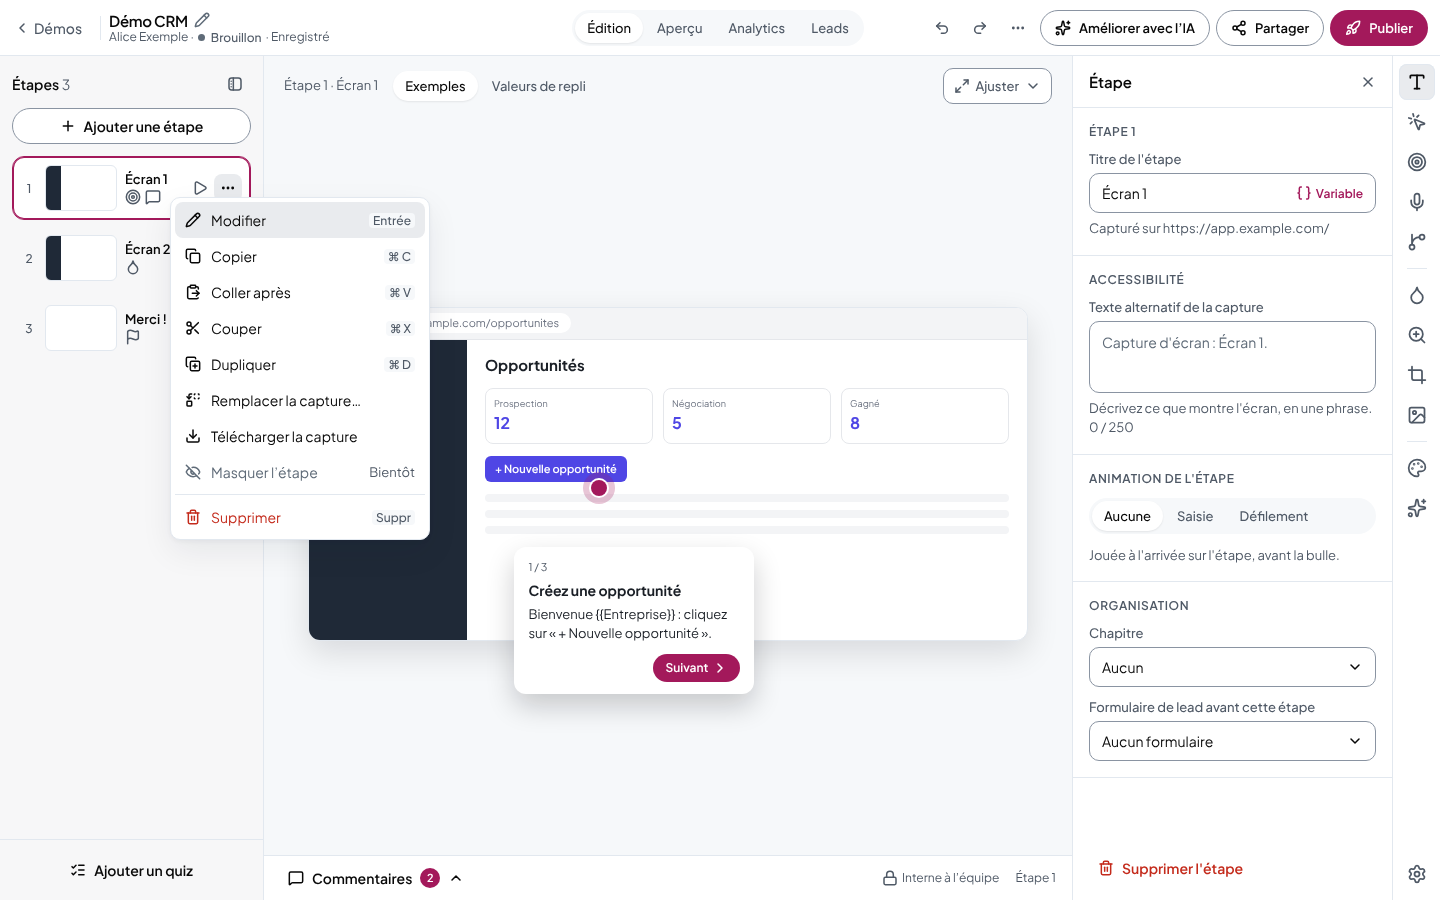 Démos
Démo CRM
Alice Exemple · Brouillon · Enregistré
Édition
Aperçu
Analytics
Leads
Améliorer avec l'IA
Partager
Publier
Étapes 3
Ajouter une étape
1
Écran 1
2
Écran 2
3
Merci !
Modifier Entrée
Copier ⌘ C
Coller après ⌘ V
Couper ⌘ X
Dupliquer ⌘ D
Remplacer la capture…
Télécharger la capture
Masquer l'étape Bientôt
Supprimer Suppr
Ajouter un quiz
Étape 1 · Écran 1
Exemples
Valeurs de repli
Ajuster
ample.com/opportunites
Opportunités
Prospection
12
Négociation
5
Gagné
8
+ Nouvelle opportunité
1 / 3
Créez une opportunité
Bienvenue {{Entreprise}} : cliquez
sur « + Nouvelle opportunité ».
Suivant
Commentaires 2
Interne à l'équipe
Étape 1
Étape
ÉTAPE 1
Titre de l'étape
Écran 1
{ } Variable
Capturé sur https://app.example.com/
ACCESSIBILITÉ
Texte alternatif de la capture
Capture d'écran : Écran 1.
Décrivez ce que montre l'écran, en une phrase.
0 / 250
ANIMATION DE L'ÉTAPE
Aucune
Saisie
Défilement
Jouée à l'arrivée sur l'étape, avant la bulle.
ORGANISATION
Chapitre
Aucun
Formulaire de lead avant cette étape
Aucun formulaire
Supprimer l'étape